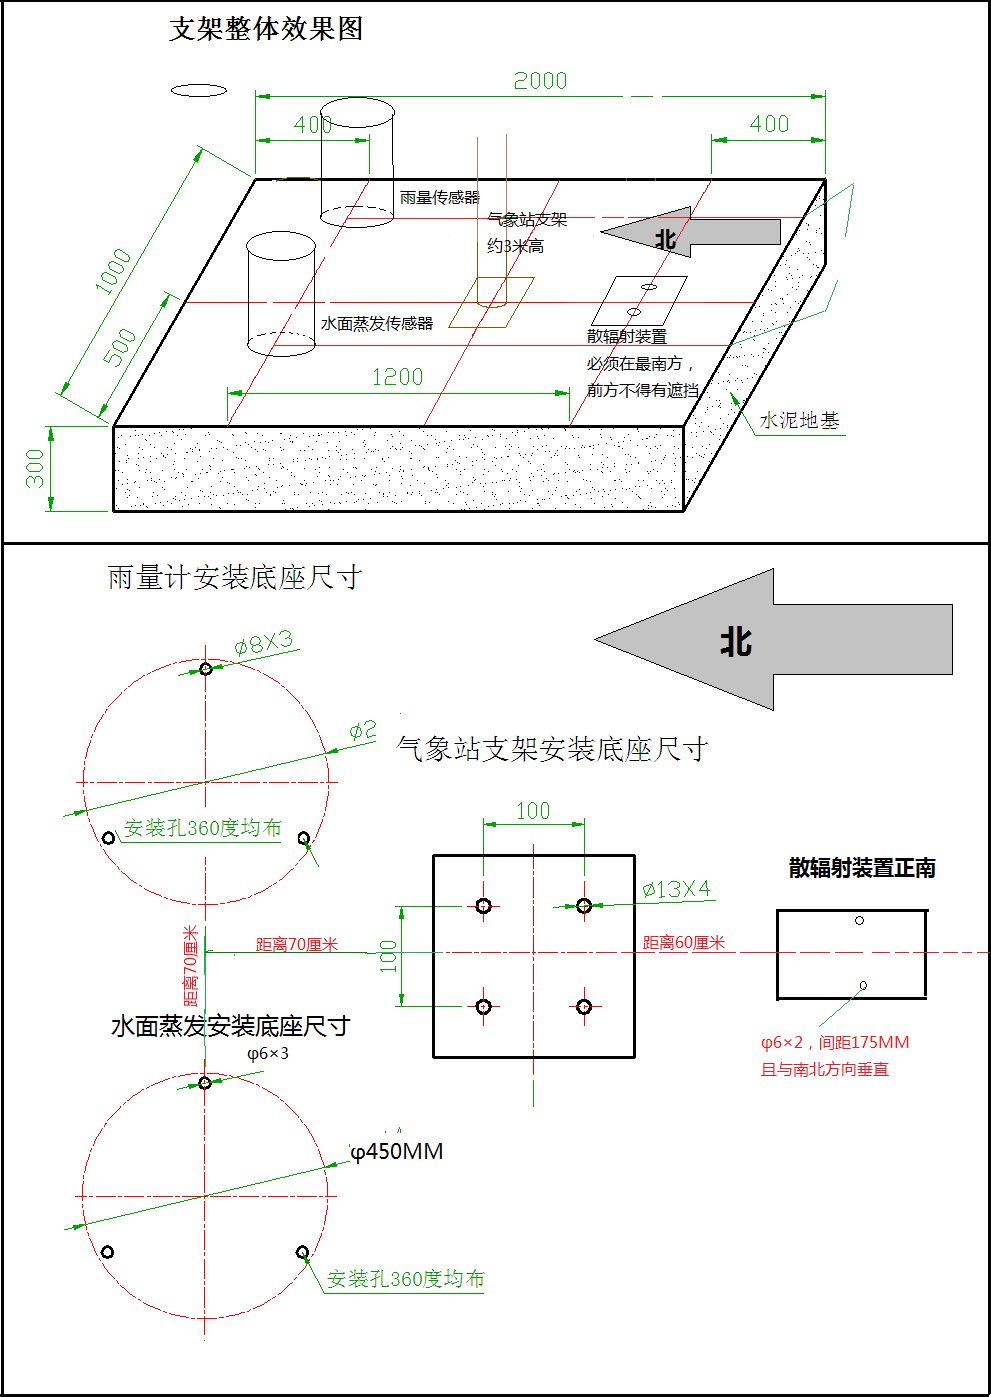 支架整体效果图
2000
400
400
雨量传感器
气象站支架
约3米高
北
1000
500
水面蒸发传感器
散辐射装置
必须在最南方，
前方不得有遮挡
1200
水泥地基
300
雨量计安装底座尺寸
北
ø8X3
ø2
气象站支架安装底座尺寸
安装孔360度均布
100
散辐射装置正南
ø13X4
100
距离70厘米
距离70厘米
距离60厘米
水面蒸发安装底座尺寸
φ6×3
φ6×2，间距175MM
且与南北方向垂直
φ450MM
安装孔360度均布